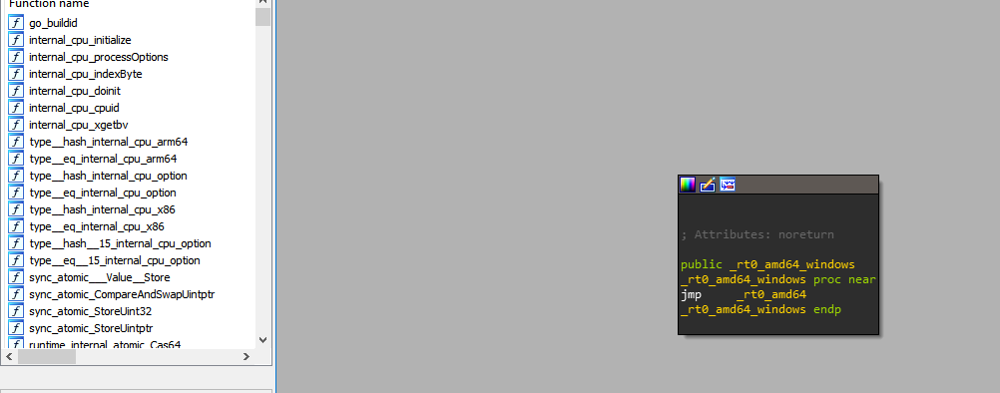 Function name
go_buildid
internal_cpu_initialize
internal_cpu_processOptions
internal_cpu_indexByte
internal_cpu_doinit
internal_cpu_cpuid
internal_cpu_xgetbv
type__hash_internal_cpu_arm64
type__eq_internal_cpu_arm64
type__hash_internal_cpu_option
type__eq_internal_cpu_option
type__hash_internal_cpu_x86
type__eq_internal_cpu_x86
type__hash__15_internal_cpu_option
type__eq__15_internal_cpu_option
sync_atomic___Value__Store
sync_atomic_CompareAndSwapUintptr
sync_atomic_StoreUint32
sync_atomic_StoreUintptr
runtime_internal_atomic_Cas64
; Attributes: noreturn
public _rt0_amd64_windows
_rt0_amd64_windows proc near
jmp _rt0_amd64
_rt0_amd64_windows endp